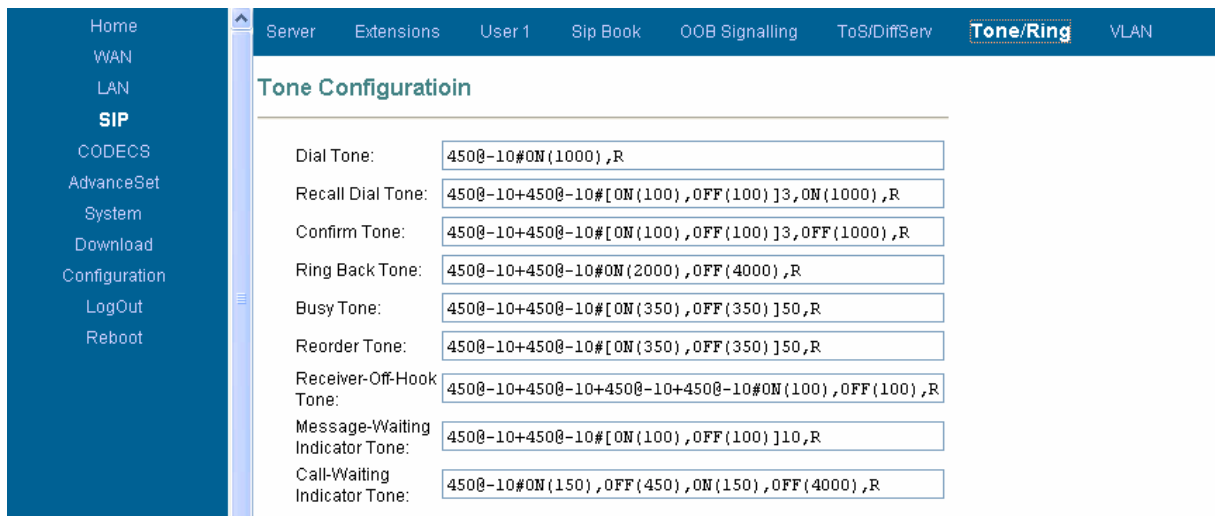 Home
WAN
LAN
SIP
CODECS
AdvanceSet
System
Download
Configuration
LogOut
Reboot
Server Extensions User 1 Sip Book OOB Signalling ToS/DiffServ Tone/Ring VLAN
Tone Configuratioin
Dial Tone: 450@-10#ON(1000),R
Recall Dial Tone: 450@-10+450@-10#[ON(100),OFF(100)]3,ON(1000),R
Confirm Tone: 450@-10+450@-10#[ON(100),OFF(100)]3,OFF(1000),R
Ring Back Tone: 450@-10+450@-10#ON(2000),OFF(4000),R
Busy Tone: 450@-10+450@-10#[ON(350),OFF(350)]50,R
Reorder Tone: 450@-10+450@-10#[ON(350),OFF(350)]50,R
Receiver-Off-Hook
Tone: 450@-10+450@-10+450@-10+450@-10#ON(100),OFF(100),R
Message-Waiting
Indicator Tone: 450@-10+450@-10#[ON(100),OFF(100)]10,R
Call-Waiting
Indicator Tone: 450@-10#ON(150),OFF(450),ON(150),OFF(4000),R